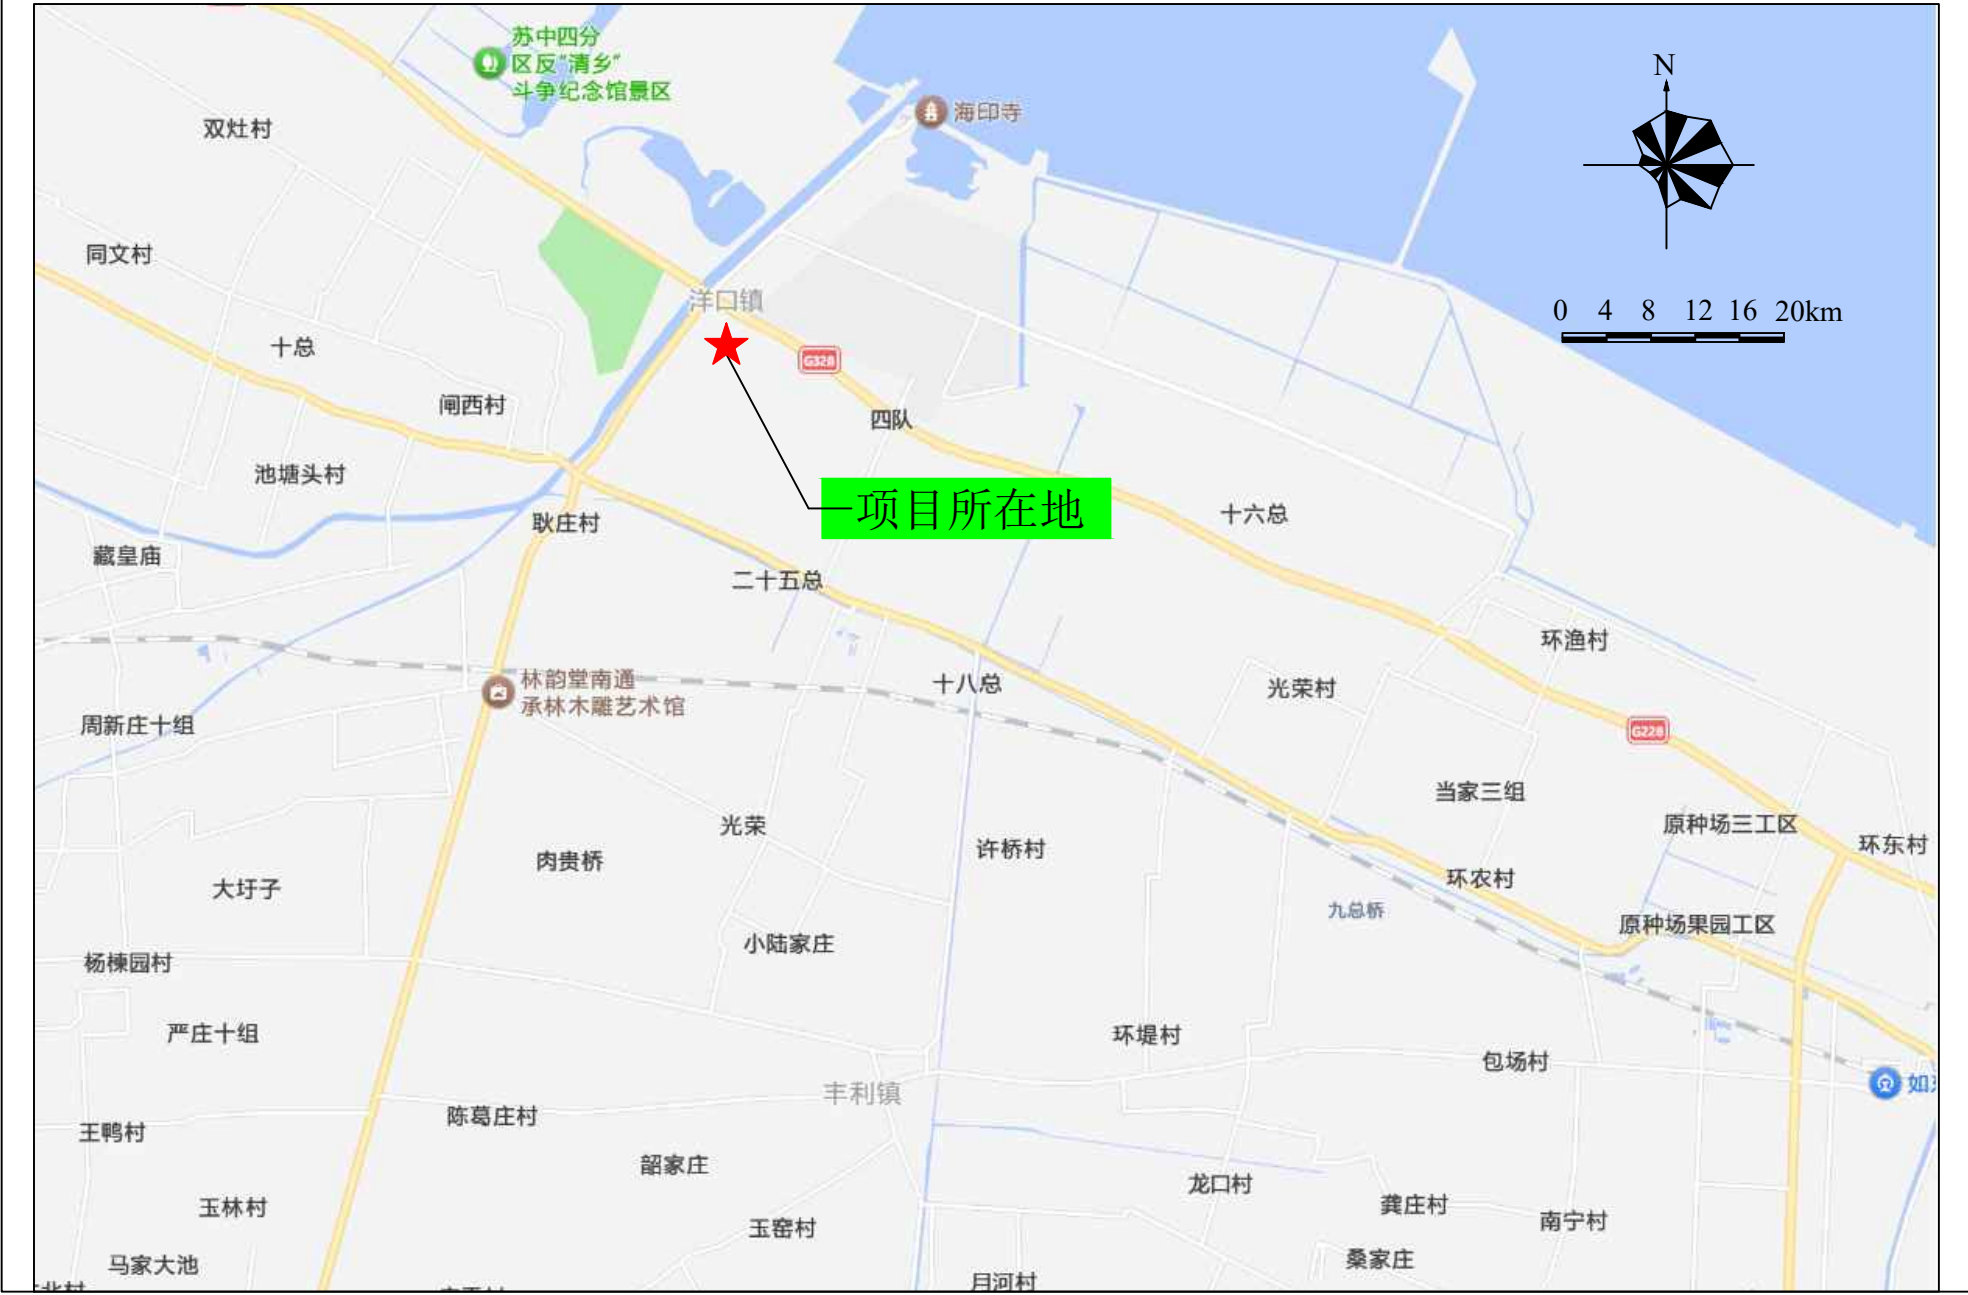 苏中四分
区反“清乡”
斗争纪念馆景区
N
海印寺
双灶村
同文村
洋口镇
0 4 8 12 16 20km
十总
G328
闸西村
四队
池塘头村
项目所在地
耿庄村
十六总
藏皇庙
二十五总
环渔村
林韵堂南通
承林木雕艺术馆
十八总
光荣村
周新庄十组
G228
当家三组
光荣
原种场三工区
环东村
许桥村
肉贵桥
大圩子
环农村
九总桥
原种场果园工区
小陆家庄
杨楝园村
严庄十组
环堤村
包场村
丰利镇
如
陈葛庄村
王鸭村
韶家庄
龙口村
玉林村
龚庄村
南宁村
玉窑村
马家大池
桑家庄
月河村